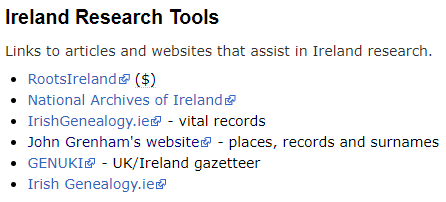 Ireland Research Tools
Links to articles and websites that assist in Ireland research.
• RootsIreland ($)
• National Archives of Ireland
• IrishGenealogy.ie - vital records
• John Grenham's website - places, records and surnames
• GENUKI - UK/Ireland gazetteer
• Irish Genealogy.ie